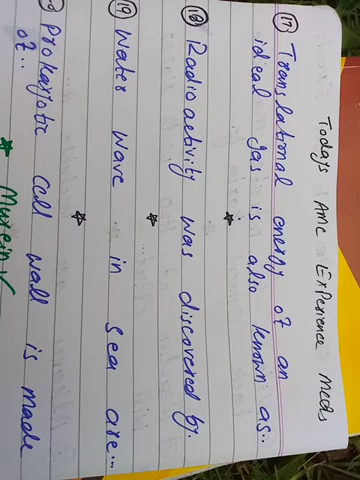 Todays AMC Experience Meds
(17) Translational energy of an
ideal gas is also known as..
(18) Radioactivity was discovered by.
(19) Water wave in sea are...
Prokaryotic cell wall is made
of..
Murein